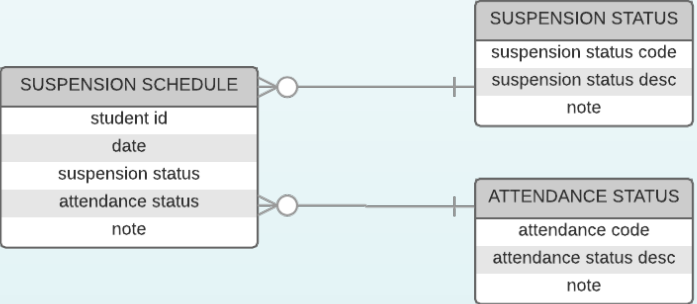 SUSPENSION SCHEDULE
student id
date
suspension status
attendance status
note
SUSPENSION STATUS
suspension status code
suspension status desc
note
ATTENDANCE STATUS
attendance code
attendance status desc
note